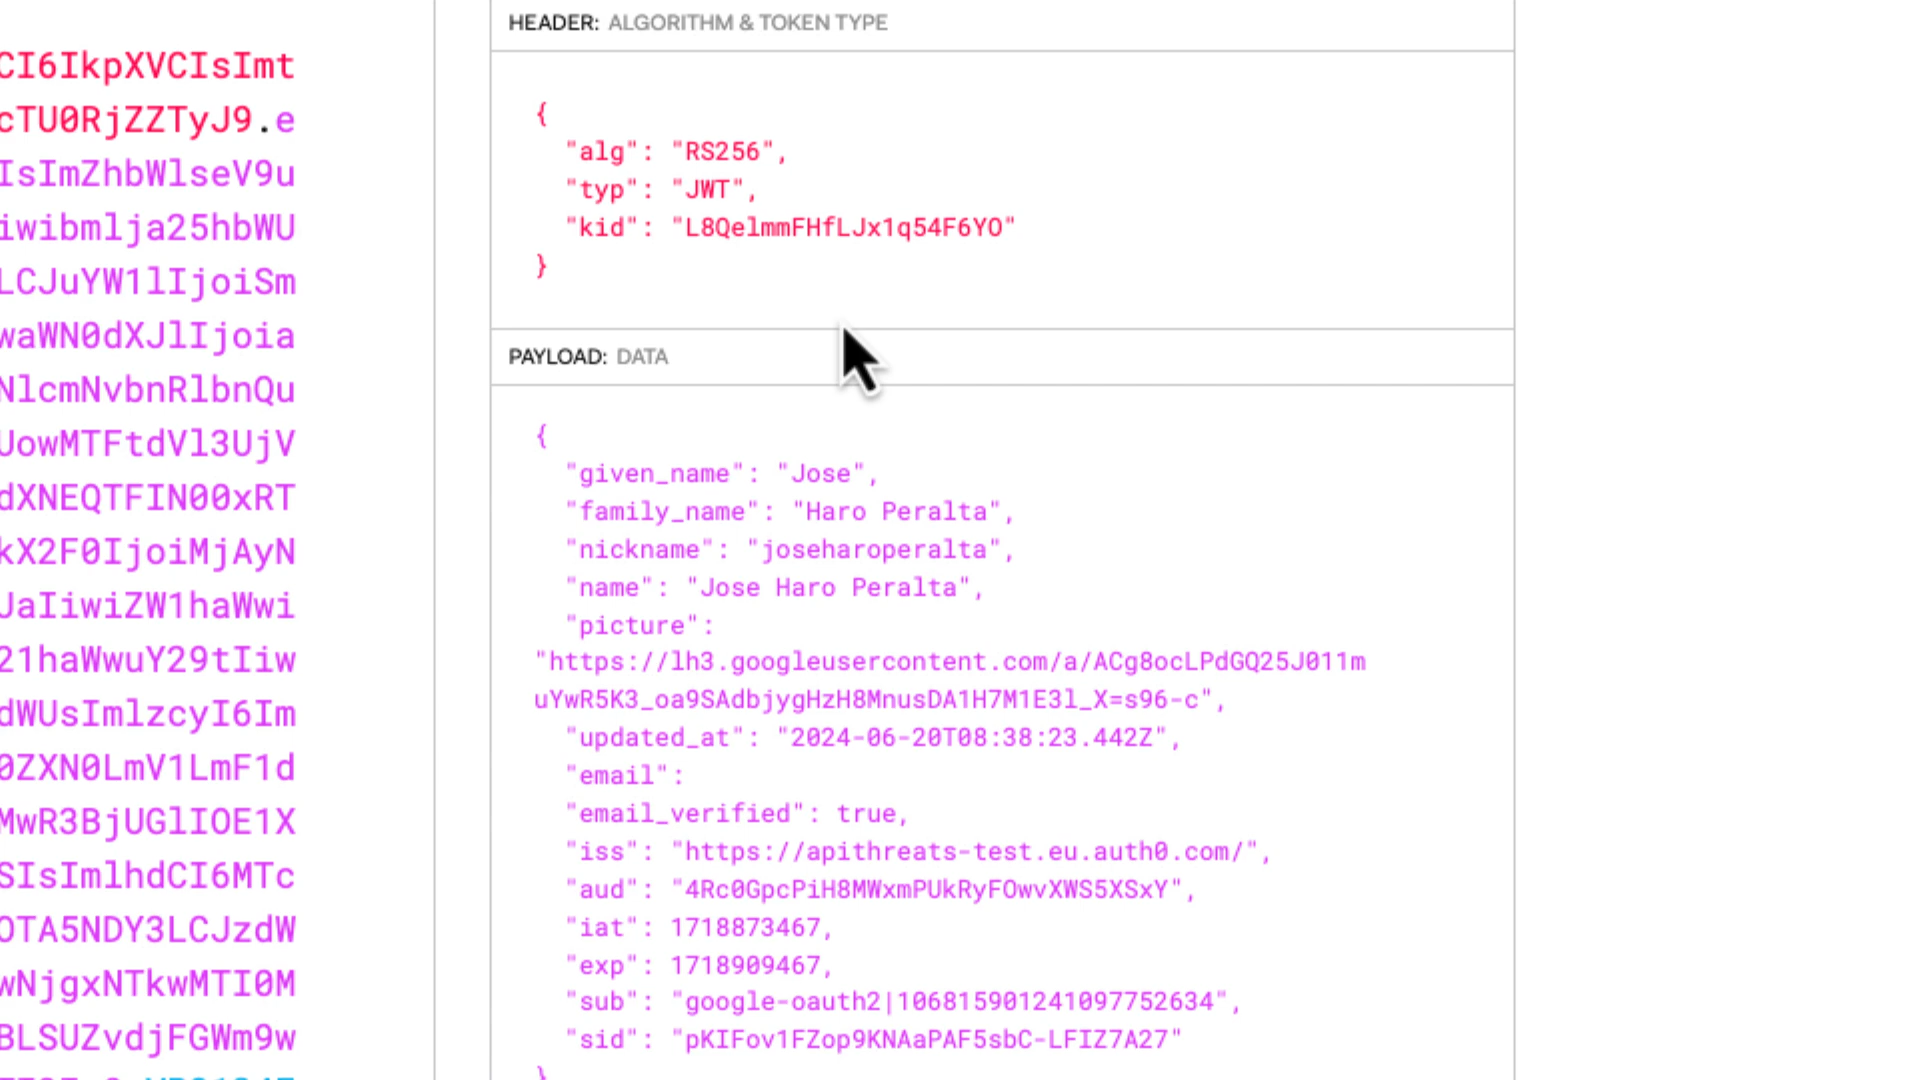 CI6IkpXVCIsImt
cTU0RjZZTyJ9.e
IsImZhbWlseV9u
iwibmlja25hbWU
LCJuYW1lIjoiSm
waWN0dXJlIjoia
NlcmNvbnRlbnQu
UowMTFtdVl3UjV
dXNEQTFIN00xRT
kX2F0IjoiMjAyN
JaIiwiZW1haWwi
21haWwuY29tIiw
dWUsImlzcyI6Im
0ZXN0LmV1LmF1d
MwR3BjUGlIOE1X
SIsImlhdCI6MTc
OTA5NDY3LCJzdW
wNjgxNTkwMTI0M
BLSUZvdjFGWm9w
HEADER: ALGORITHM & TOKEN TYPE
{
"alg": "RS256",
"typ": "JWT",
"kid": "L8QelmmFHfLJx1q54F6YO"
}
PAYLOAD: DATA
{
"given_name": "Jose",
"family_name": "Haro Peralta",
"nickname": "joseharoperalta",
"name": "Jose Haro Peralta",
"picture":
"https://lh3.googleusercontent.com/a/ACg8ocLPdGQ25J011m
uYwR5K3_oa9SAdbjygHzH8MnusDA1H7M1E3l_X=s96-c",
"updated_at": "2024-06-20T08:38:23.442Z",
"email":
"email_verified": true,
"iss": "https://apithreats-test.eu.auth0.com/",
"aud": "4Rc0GpcPiH8MWxmPUkRyFOwvXWS5XSxY",
"iat": 1718873467,
"exp": 1718909467,
"sub": "google-oauth2|106815901241097752634",
"sid": "pKIFov1FZop9KNAaPAF5sbC-LFIZ7A27"
}